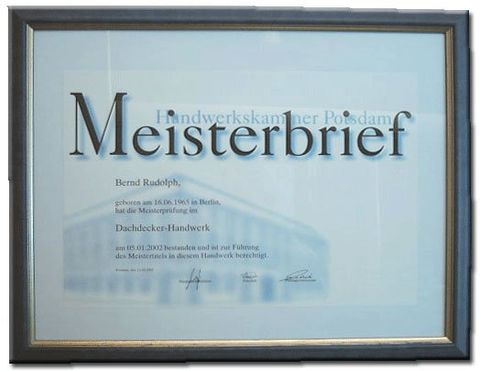 Handwerkskammer Potsdam
Meisterbrief
Bernd Rudolph,
geboren am 16.06.1965 in Berlin,
hat die Meisterprüfung im
Dachdecker-Handwerk
am 05.01.2002 bestanden und ist zur Führung
des Meistertitels in diesem Handwerk berechtigt.